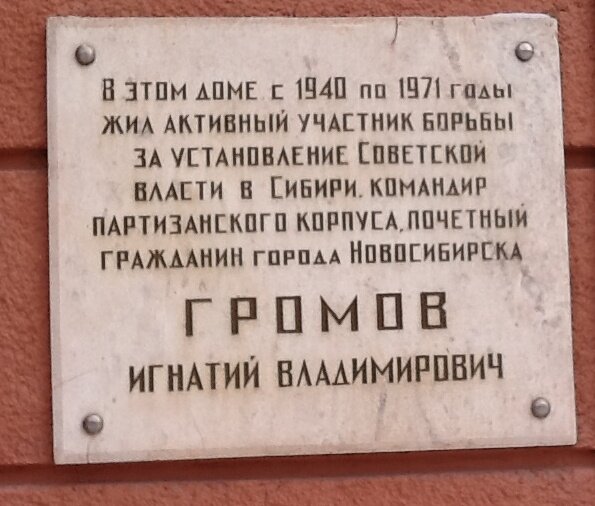 В ЭТОМ ДОМЕ с 1940 по 1971 годы
ЖИЛ АКТИВНЫЙ УЧАСТНИК БОРЬБЫ
ЗА УСТАНОВЛЕНИЕ СОВЕТСКОЙ
ВЛАСТИ В СИБИРИ, КОМАНДИР
ПАРТИЗАНСКОГО КОРПУСА, ПОЧЕТНЫЙ
ГРАЖДАНИН ГОРОДА НОВОСИБИРСКА
ГРОМОВ
ИГНАТИЙ ВЛАДИМИРОВИЧ